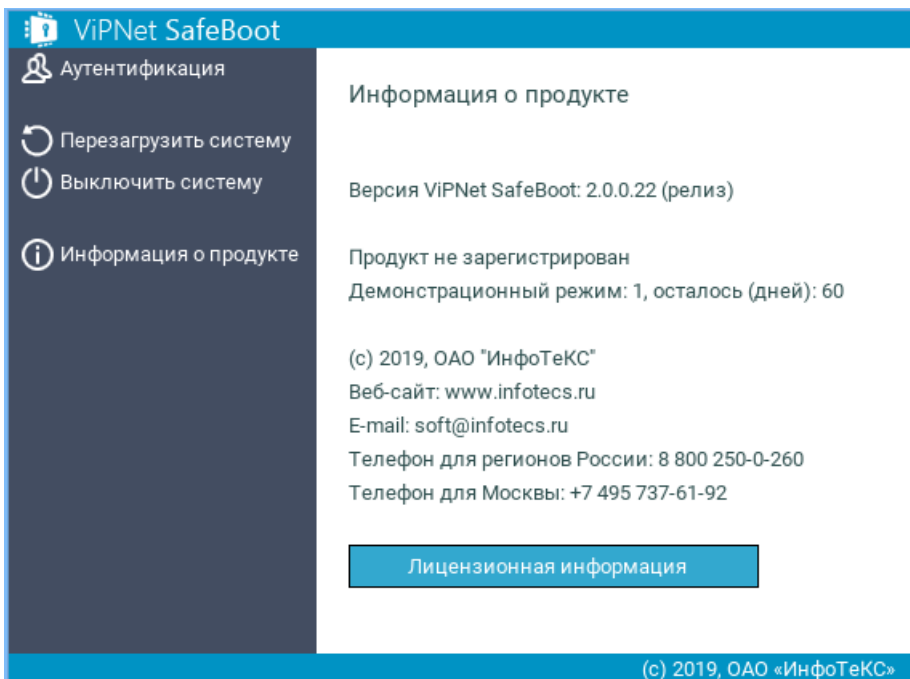 ViPNet SafeBoot
Аутентификация
Перезагрузить систему
Выключить систему
Информация о продукте
Информация о продукте
Версия ViPNet SafeBoot: 2.0.0.22 (релиз)
Продукт не зарегистрирован
Демонстрационный режим: 1, осталось (дней): 60
(c) 2019, ОАО "ИнфоТеКС"
Веб-сайт: www.infotecs.ru
E-mail: soft@infotecs.ru
Телефон для регионов России: 8 800 250-0-260
Телефон для Москвы: +7 495 737-61-92
Лицензионная информация
(c) 2019, ОАО «ИнфоТеКС»